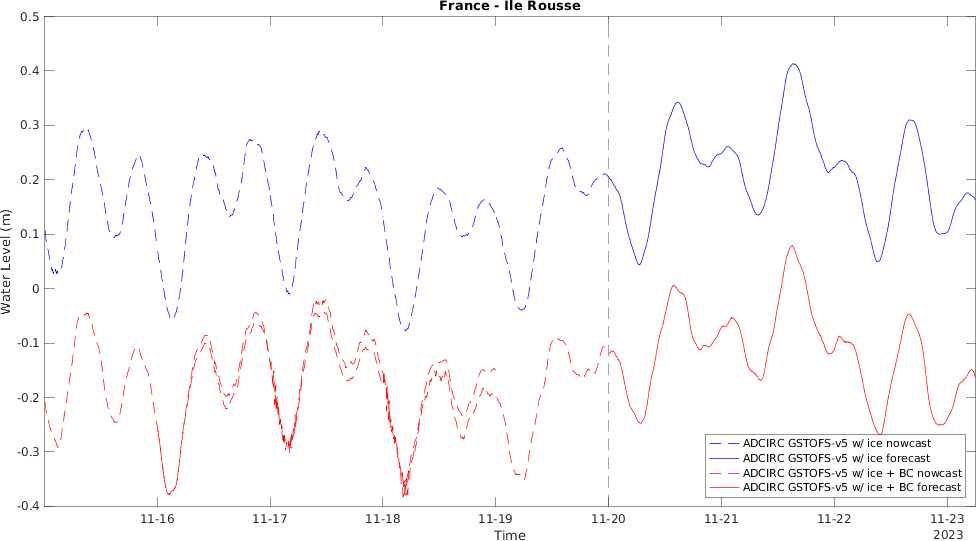 France - Ile Rousse
Water Level (m)
0.5
0.4
0.3
0.2
0.1
0
-0.1
-0.2
-0.3
-0.4
11-16
11-17
11-18
11-19
11-20
11-21
11-22
11-23
2023
Time
ADCIRC GSTOFS-v5 w/ ice nowcast
ADCIRC GSTOFS-v5 w/ ice forecast
ADCIRC GSTOFS-v5 w/ ice + BC nowcast
ADCIRC GSTOFS-v5 w/ ice + BC forecast